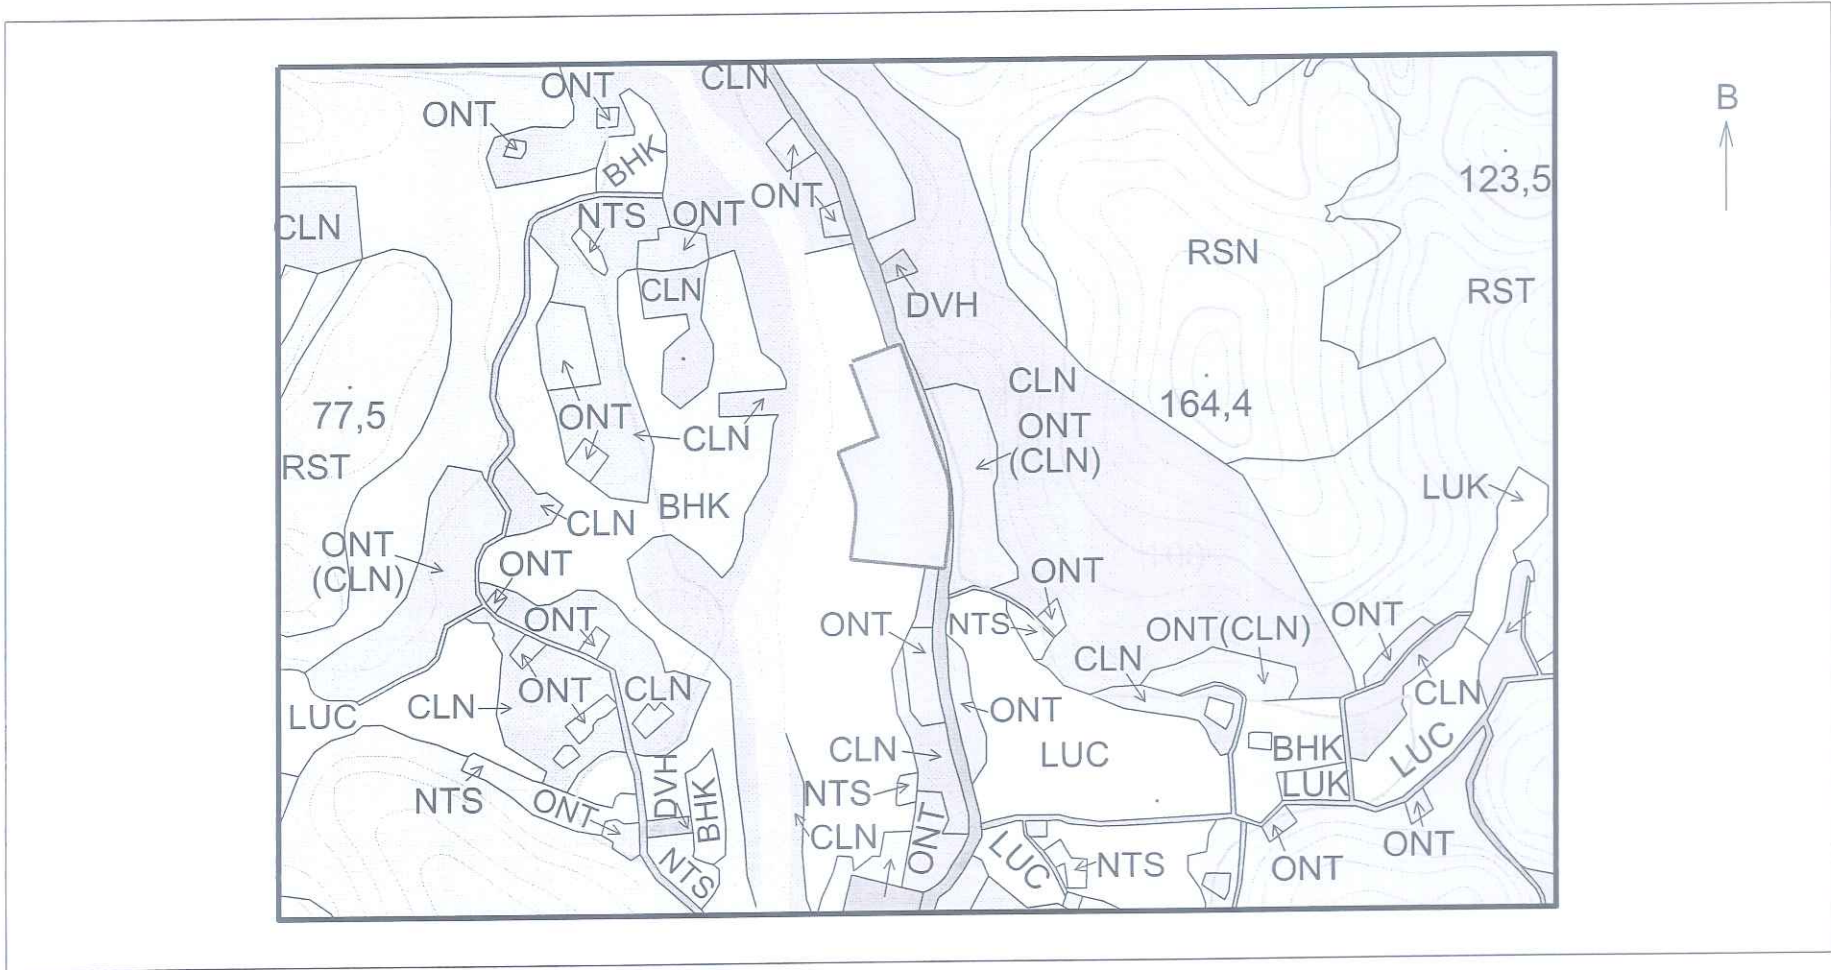 CLN
ONT
ONT
B
BHK
123,5
ONT
NTS
ONT
CLN
RSN
CLN
RST
DVH
CLN
164,4
77,5
ONT
ONT
(CLN)
CLN
RST
LUK
BHK
CLN
ONT
(CLN)
ONT
ONT
ONT
ONT
NTS
ONT(CLN)
ONT
CLN
ONT
CLN
CLN
CLN
LUC
ONT
CLN
LUC
BHK
LUC
LUK
DVH
BHK
NTS
NTS
ONT
CLN
ONT
LUC
NTS
ONT
ONT
NTS